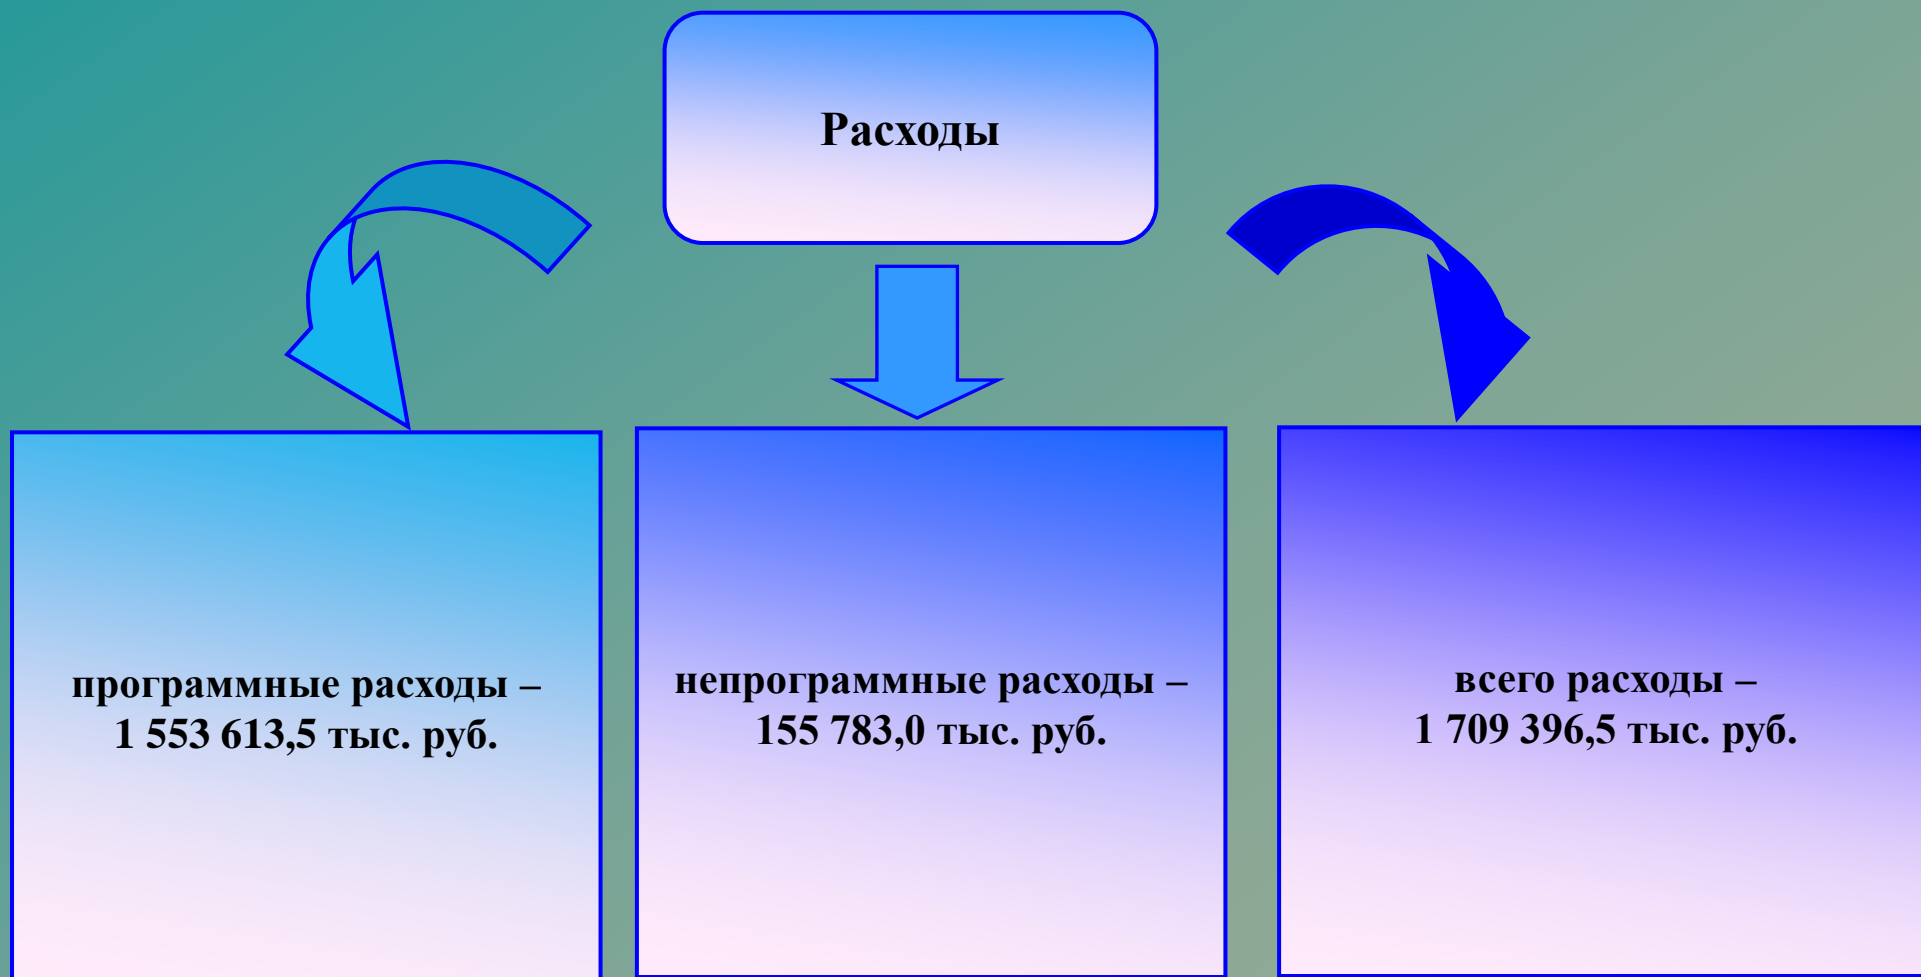 Расходы
программные расходы –
1 553 613,5 тыс. руб.
непрограммные расходы –
155 783,0 тыс. руб.
всего расходы –
1 709 396,5 тыс. руб.